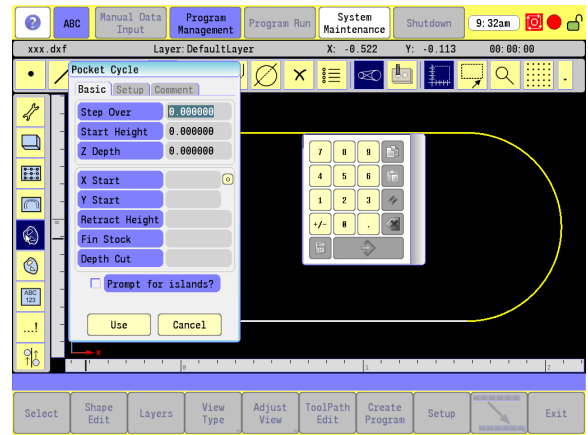 ?
ABC
Manual Data
Input
Program
Management
Program Run
System
Maintenance
Shutdown
9:32am
xxx.dxf
Layer:DefaultLayer
X: -0.522
Y: -0.113
00:00:00
Pocket Cycle
Basic
Setup
Comment
Step Over
0.000000
Start Height
0.000000
Z Depth
0.000000
X Start
Y Start
Retract Height
Fin Stock
Depth Cut
Prompt for islands?
Use
Cancel
7 8 9
4 5 6
1 2 3
+/- 0 .
ABC
123
...!
X
0
1
2
Select
Shape
Edit
Layers
View
Type
Adjust
View
ToolPath
Edit
Create
Program
Setup
Exit